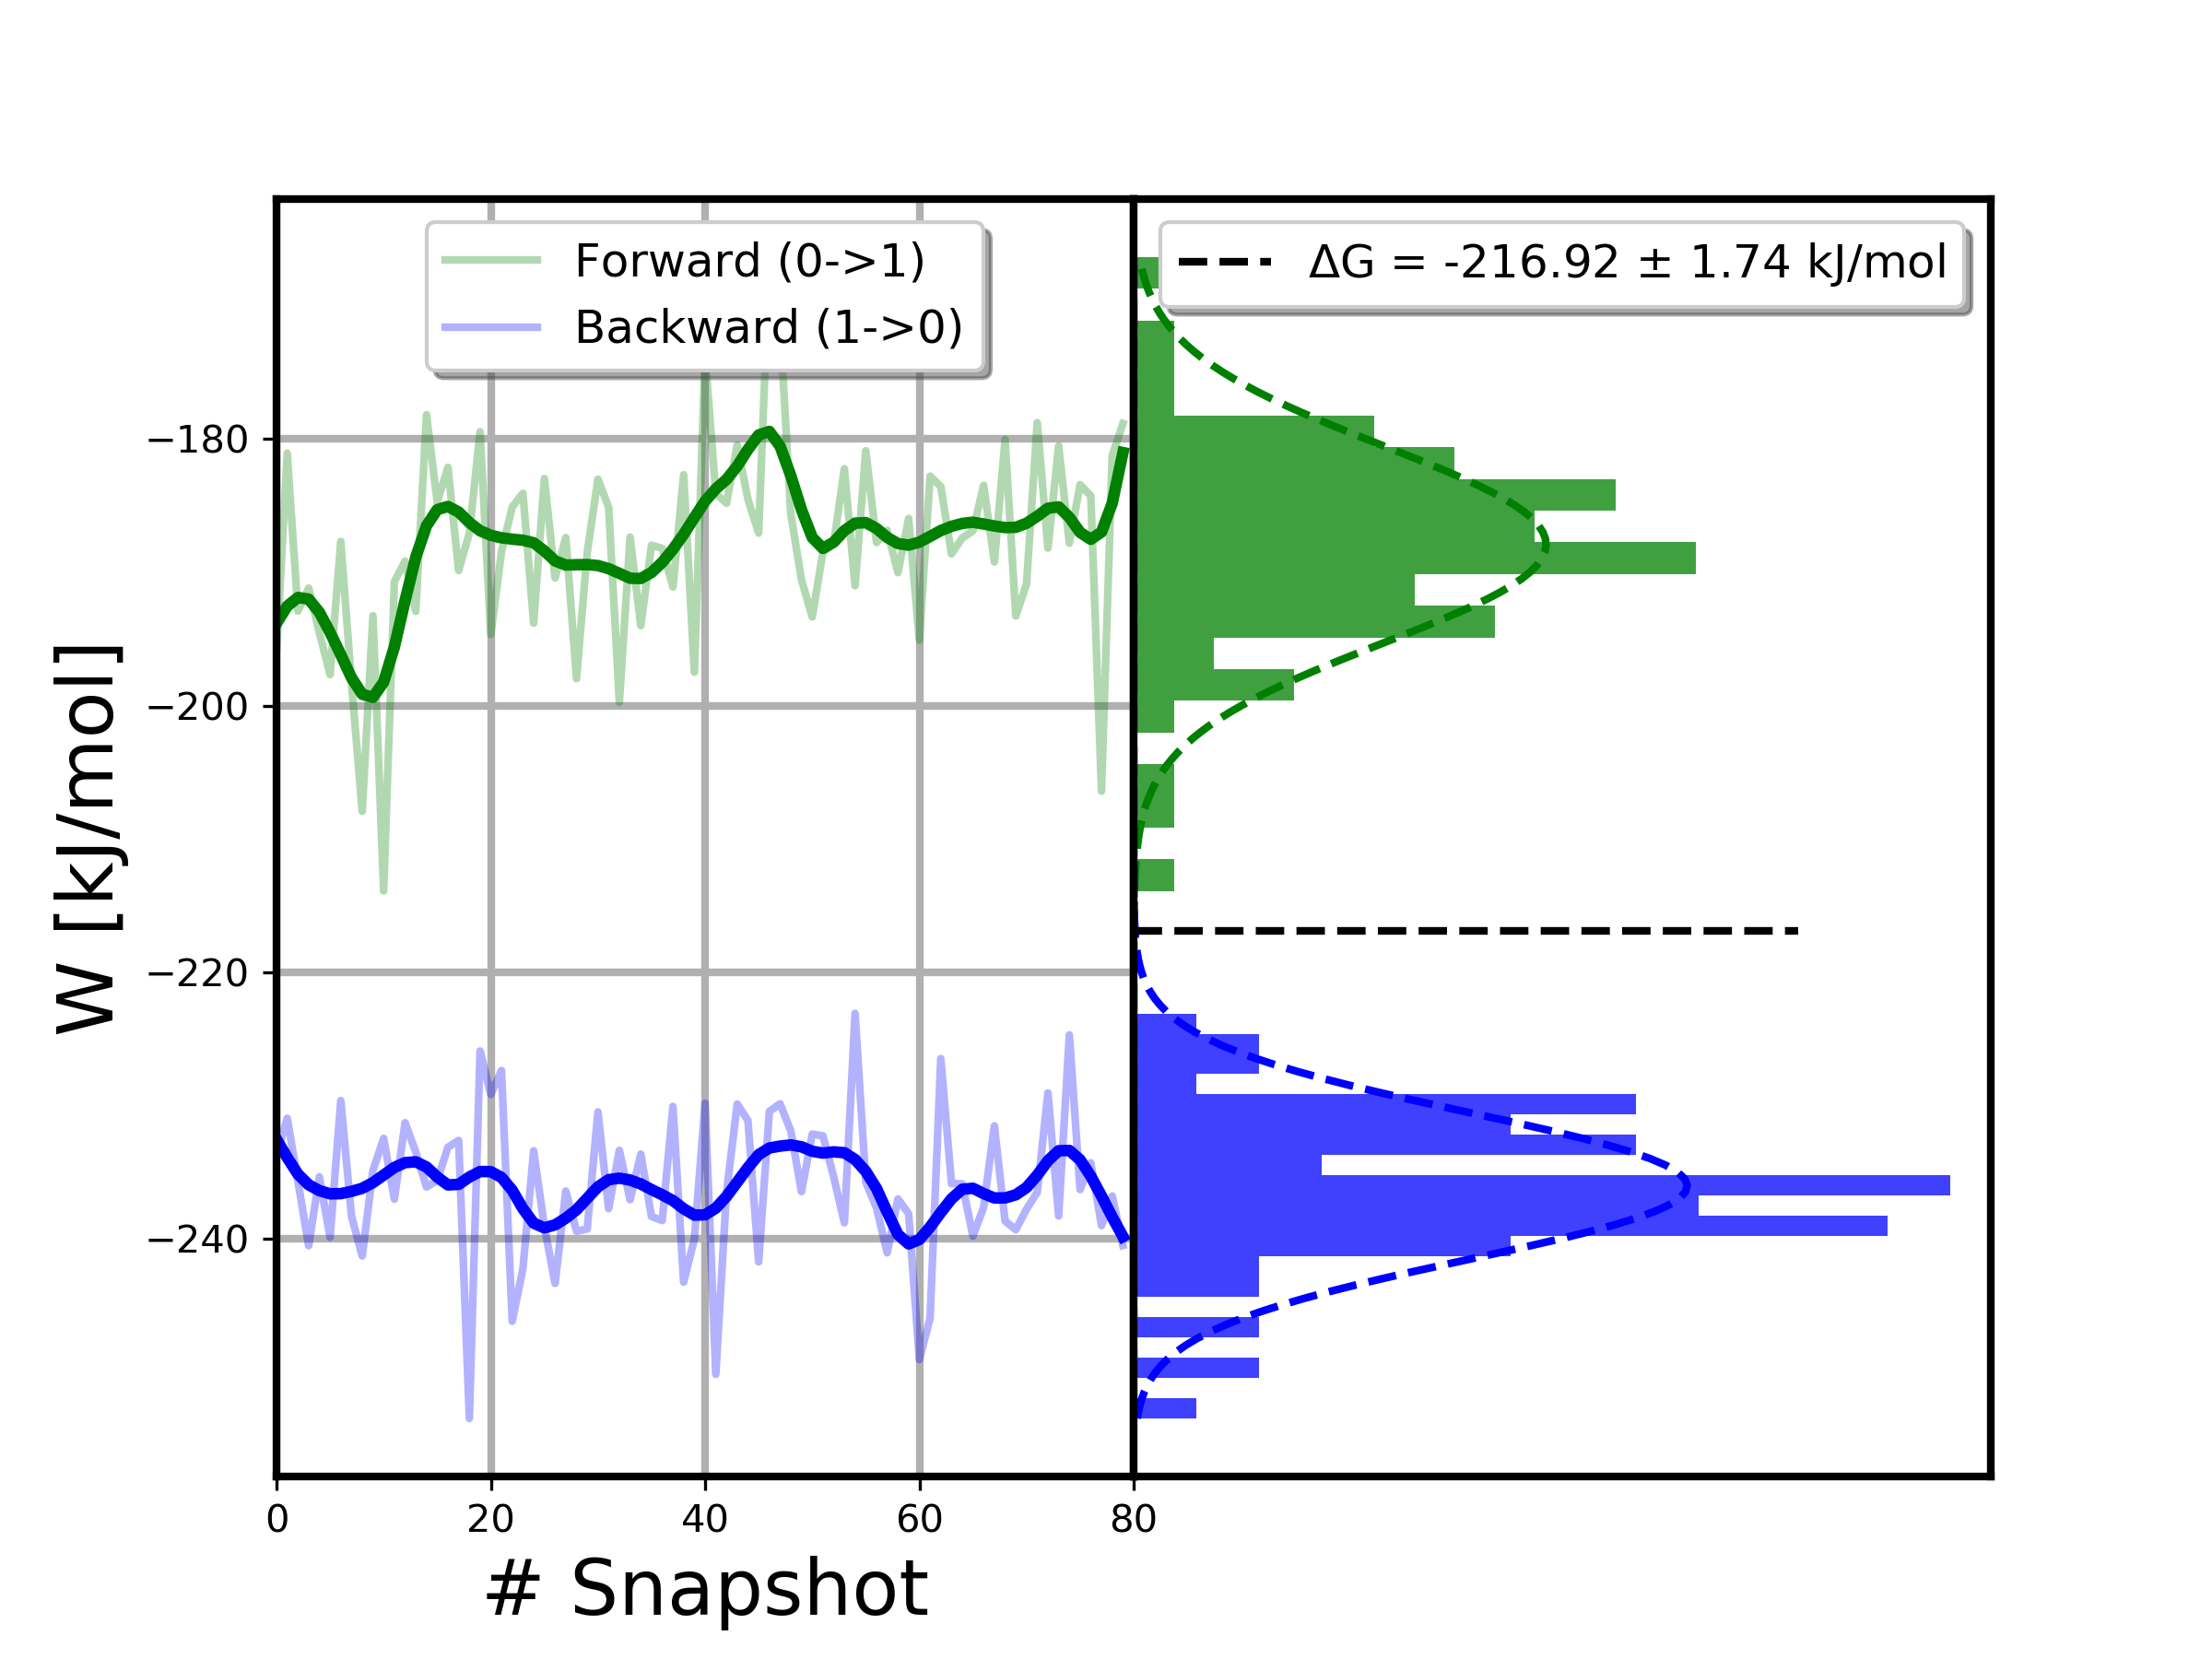 Forward (0->1)
Backward (1->0)
ΔG = -216.92 ± 1.74 kJ/mol
W [kJ/mol]
−180
−200
−220
−240
0 20 40 60 80
# Snapshot